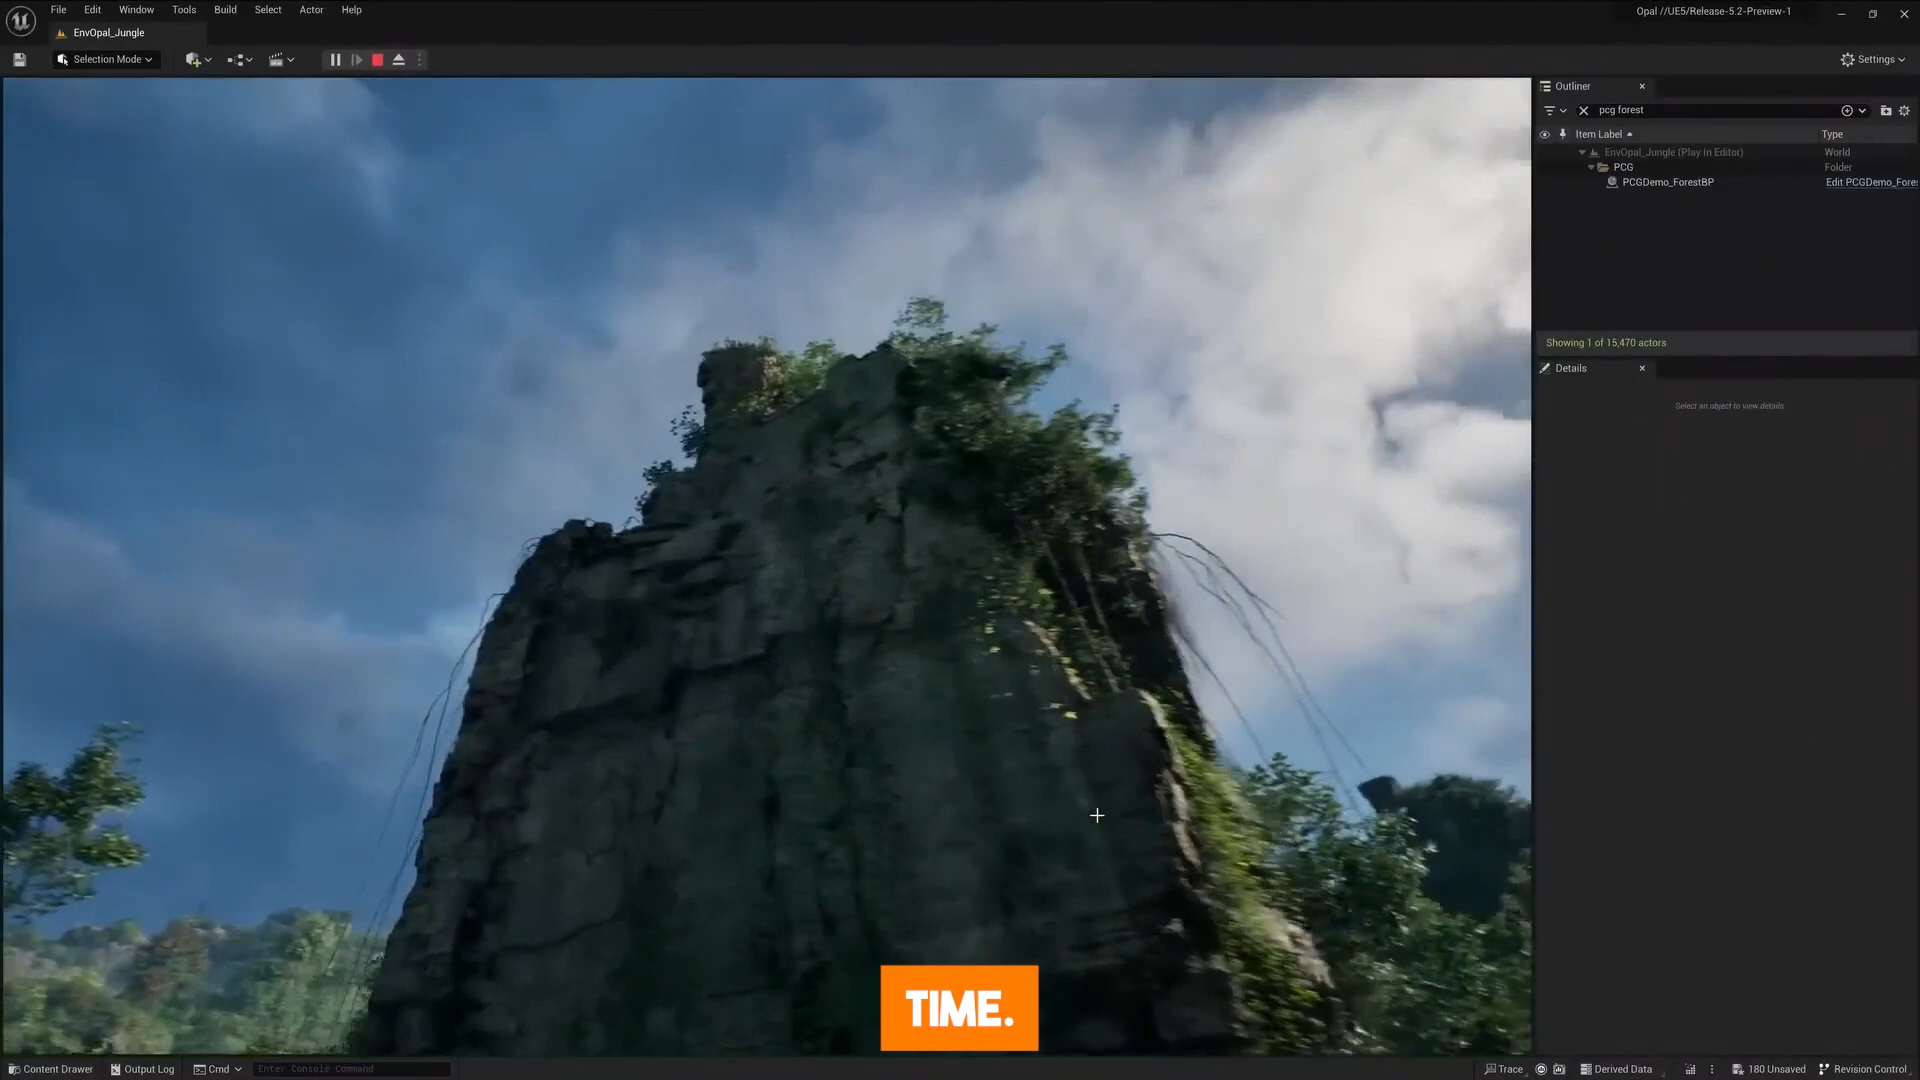 File Edit Window Tools Build Select Actor Help
Opal //UE5/Release-5.2-Preview-1
EnvOpal_Jungle
Selection Mode
Settings
Outliner
pcg forest
Item Label Type
EnvOpal_Jungle (Play In Editor) World
PCG Folder
PCGDemo_ForestBP Edit PCGDemo_Fores
Showing 1 of 15,470 actors
Details
Select an object to view details
TIME.
Content Drawer Output Log Cmd Enter Console Command Trace Derived Data 180 Unsaved Revision Control